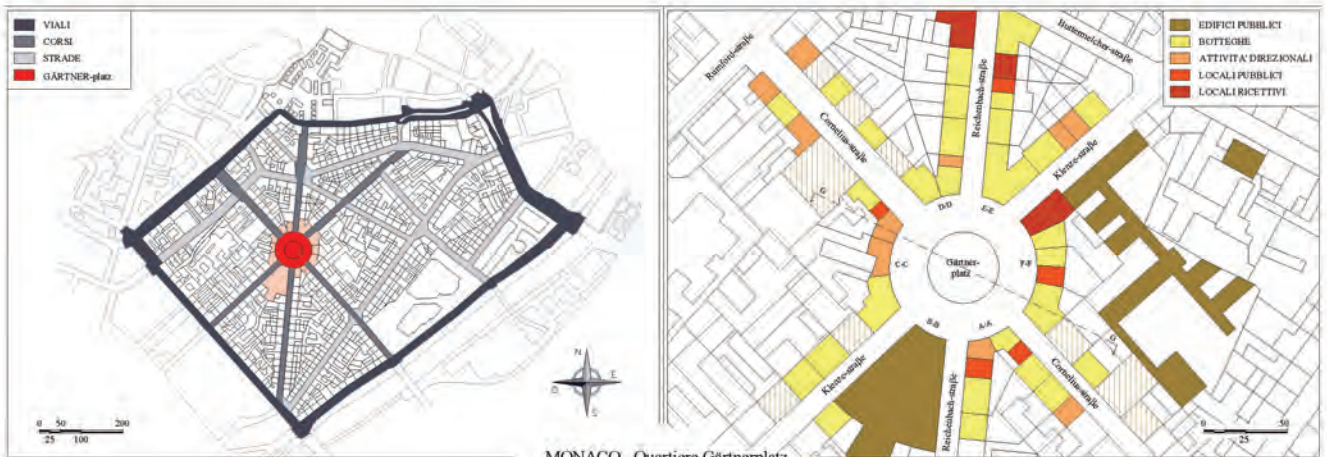 VIALI
CORSI
STRADE
GÄRTNER-platz
N
E
S
O
0 50 200
25 100
EDIFICI PUBBLICI
BOTTEGHE
ATTIVITA' DIREZIONALI
LOCALI PUBBLICI
LOCALI RICETTIVI
Rumford-straße
Cornelius-straße
Reichenbach-straße
Buttermelcher-straße
Klenze-straße
G
D-D
E-E
C-C
Gärtner-
platz
F-F
B-B
A-A
G
Klenze-straße
Reichenbach-straße
Cornelius-straße
0 50
25
MONACO - Quartiere Gärtnerplatz